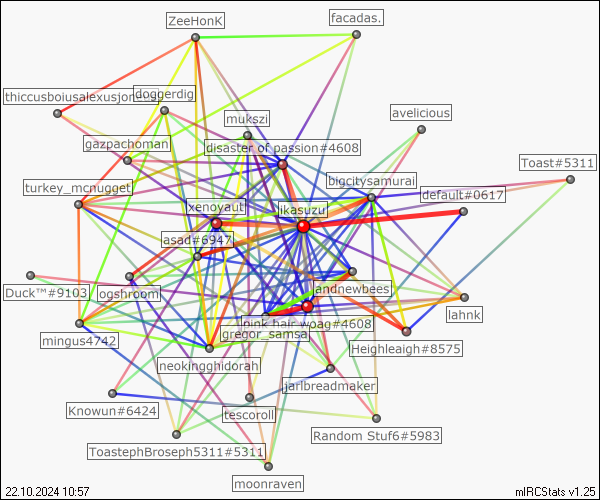 ZeeHonK
facadas.
thiccusboiusalexusjon
doggerdig
avelicious
mukszi
gazpachoman
disaster of passion#4608
Toast#5311
turkey_mcnugget
bigcitysamurai
default#0617
xenoyaut
ikasuzu
asad#6947
Duck™#9103
ogshroom
andnewbees
lahnk
pink hair woag#4608
mingus4742
gregor_samsa
Heighleaigh#8575
neokingghidorah
jarlbreadmaker
Knowun#6424
tescoroll
Random Stuf6#5983
ToastephBroseph5311#5311
moonraven
22.10.2024 10:57
mIRCStats v1.25